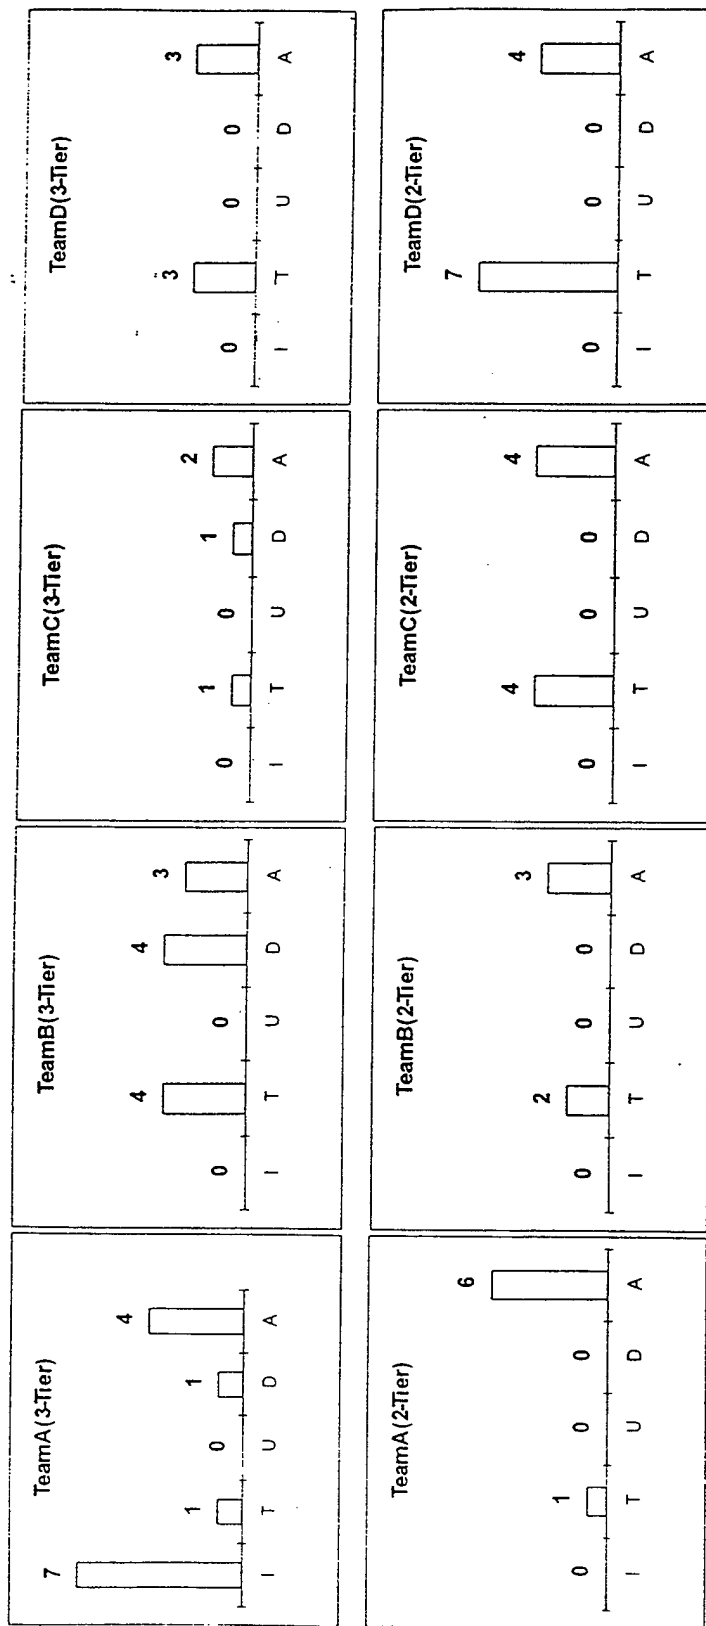 TeamA(3-Tier)
7 1 0 1 4
I T U D A
TeamB(3-Tier)
0 4 0 4 3
I T U D A
TeamC(3-Tier)
0 1 0 1 2
I T U D A
TeamD(3-Tier)
0 3 0 0 3
I T U D A
TeamA(2-Tier)
0 1 0 0 6
I T U D A
TeamB(2-Tier)
0 2 0 0 3
I T U D A
TeamC(2-Tier)
0 4 0 0 4
I T U D A
TeamD(2-Tier)
0 7 0 0 4
I T U D A